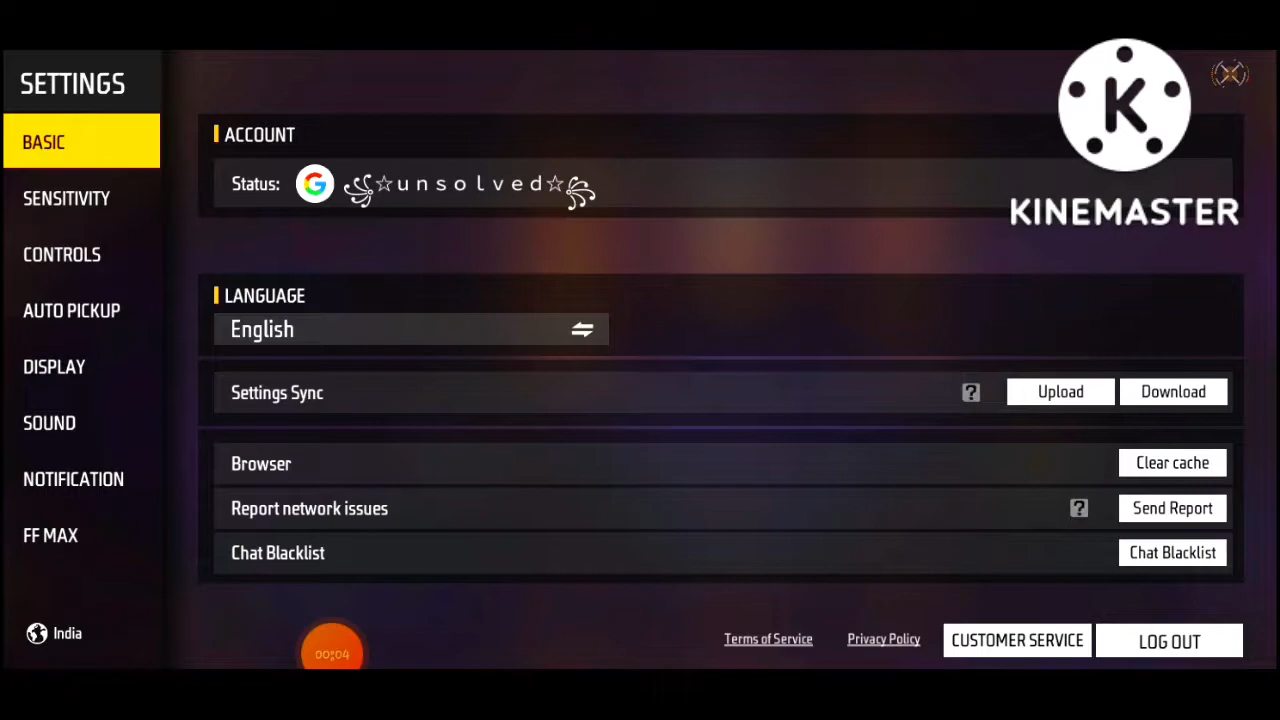 SETTINGS
BASIC
SENSITIVITY
CONTROLS
AUTO PICKUP
DISPLAY
SOUND
NOTIFICATION
FF MAX
India
ACCOUNT
Status: G ꧁☆unsolved☆꧂
LANGUAGE
English
Settings Sync ? Upload Download
Browser Clear cache
Report network issues ? Send Report
Chat Blacklist Chat Blacklist
00:04
Terms of Service Privacy Policy CUSTOMER SERVICE LOG OUT
K
KINEMASTER